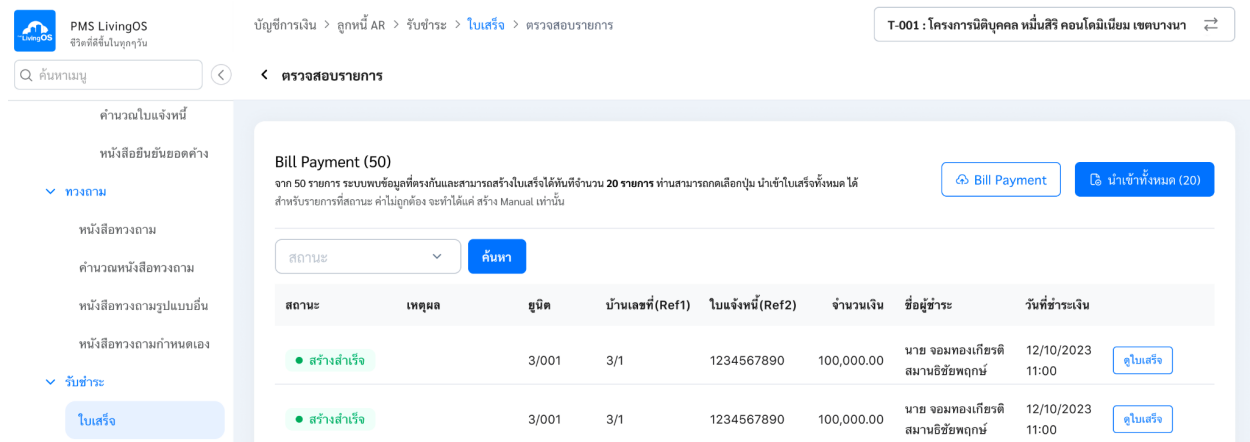 LivingOS
PMS LivingOS
ชีวิตที่ดีขึ้นในทุกๆวัน
บัญชีการเงิน > ลูกหนี้ AR > รับชำระ > ใบเสร็จ > ตรวจสอบรายการ
T-001 : โครงการนิติบุคคล หมื่นสิริ คอนโดมิเนียม เขตบางนา
ค้นหาเมนู
ตรวจสอบรายการ
คำนวณใบแจ้งหนี้
หนังสือยืนยันยอดค้าง
ทวงถาม
หนังสือทวงถาม
คำนวณหนังสือทวงถาม
หนังสือทวงถามรูปแบบอื่น
หนังสือทวงถามกำหนดเอง
รับชำระ
ใบเสร็จ
Bill Payment (50)
จาก 50 รายการ ระบบพบข้อมูลที่ตรงกันและสามารถสร้างใบเสร็จได้ทันทีจำนวน 20 รายการ ท่านสามารถกดเลือกปุ่ม นำเข้าใบเสร็จทั้งหมด ได้
สำหรับรายการที่สถานะ ค่าไม่ถูกต้อง จะทำได้แค่ สร้าง Manual เท่านั้น
Bill Payment
นำเข้าทั้งหมด (20)
สถานะ
ค้นหา
สถานะ เหตุผล ยูนิต บ้านเลขที่(Ref1) ใบแจ้งหนี้(Ref2) จำนวนเงิน ชื่อผู้ชำระ วันที่ชำระเงิน
สร้างสำเร็จ 3/001 3/1 1234567890 100,000.00 นาย จอมทองเกียรติ 12/10/2023 ดูใบเสร็จ
สมานธิชัยพฤกษ์ 11:00
สร้างสำเร็จ 3/001 3/1 1234567890 100,000.00 นาย จอมทองเกียรติ 12/10/2023 ดูใบเสร็จ
สมานธิชัยพฤกษ์ 11:00